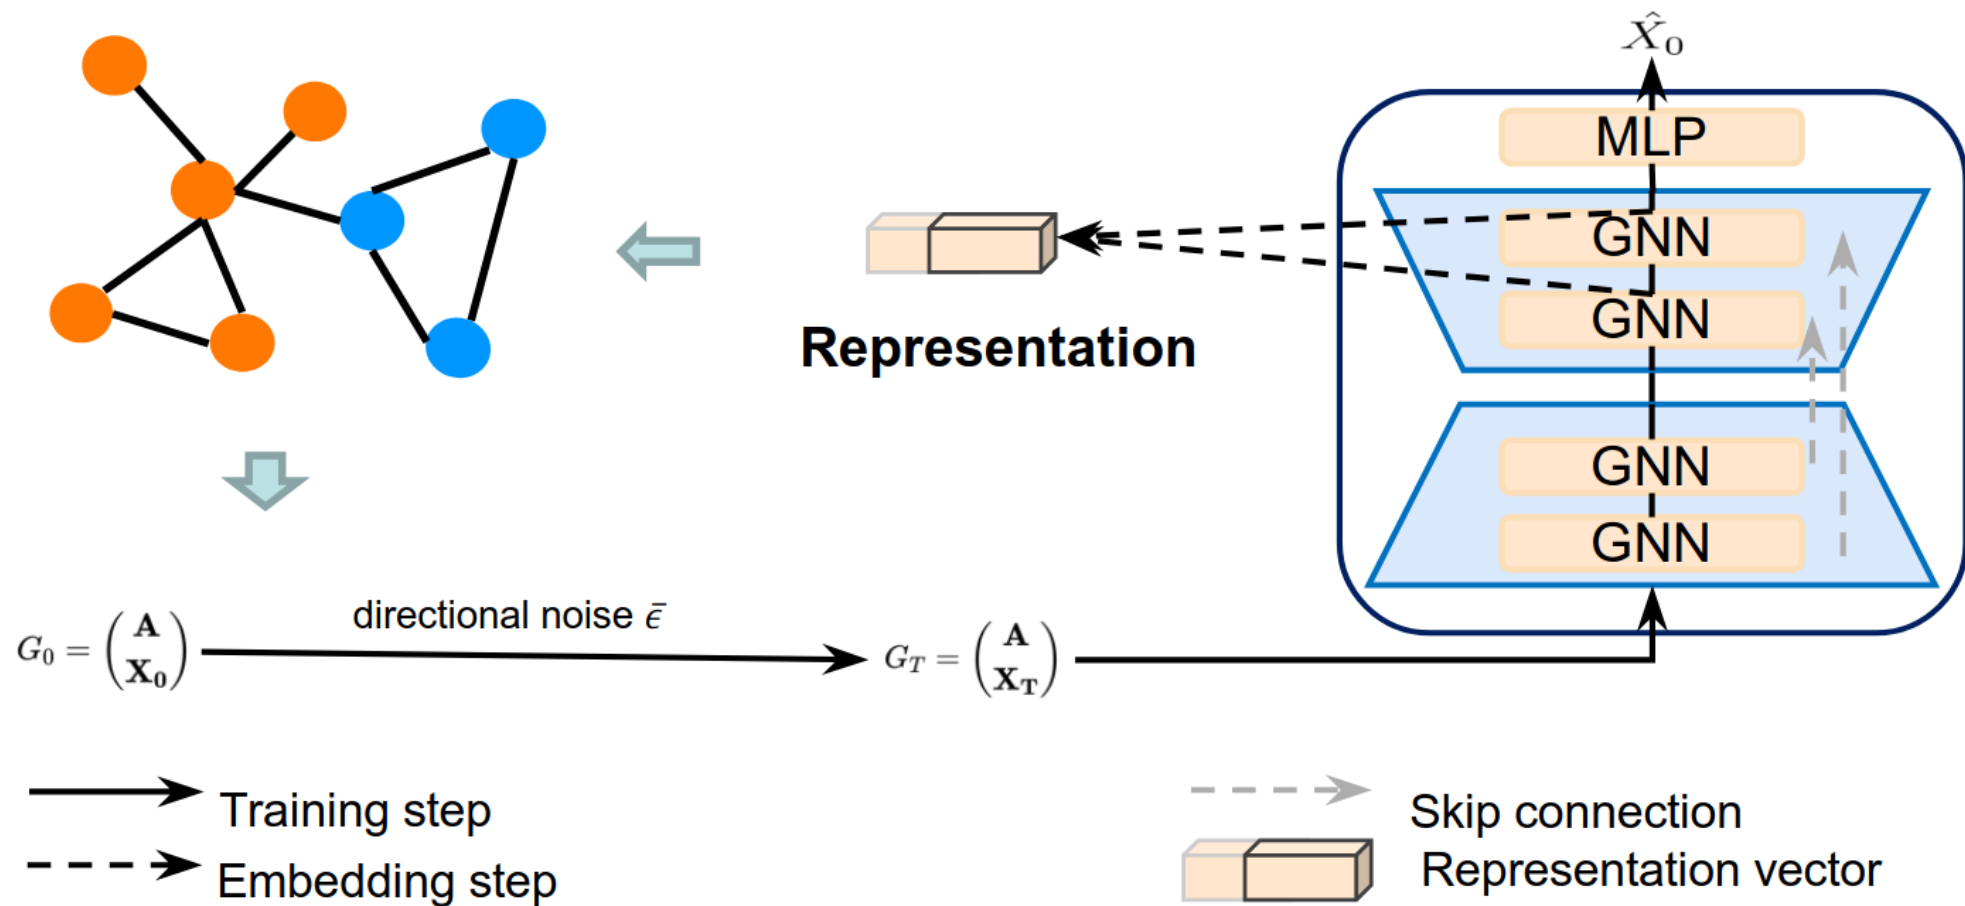 X̂₀
MLP
GNN
GNN
Representation
GNN
GNN
directional noise ϵ̄
G₀ = (A X₀)
G_T = (A X_T)
Training step
Skip connection
Embedding step
Representation vector